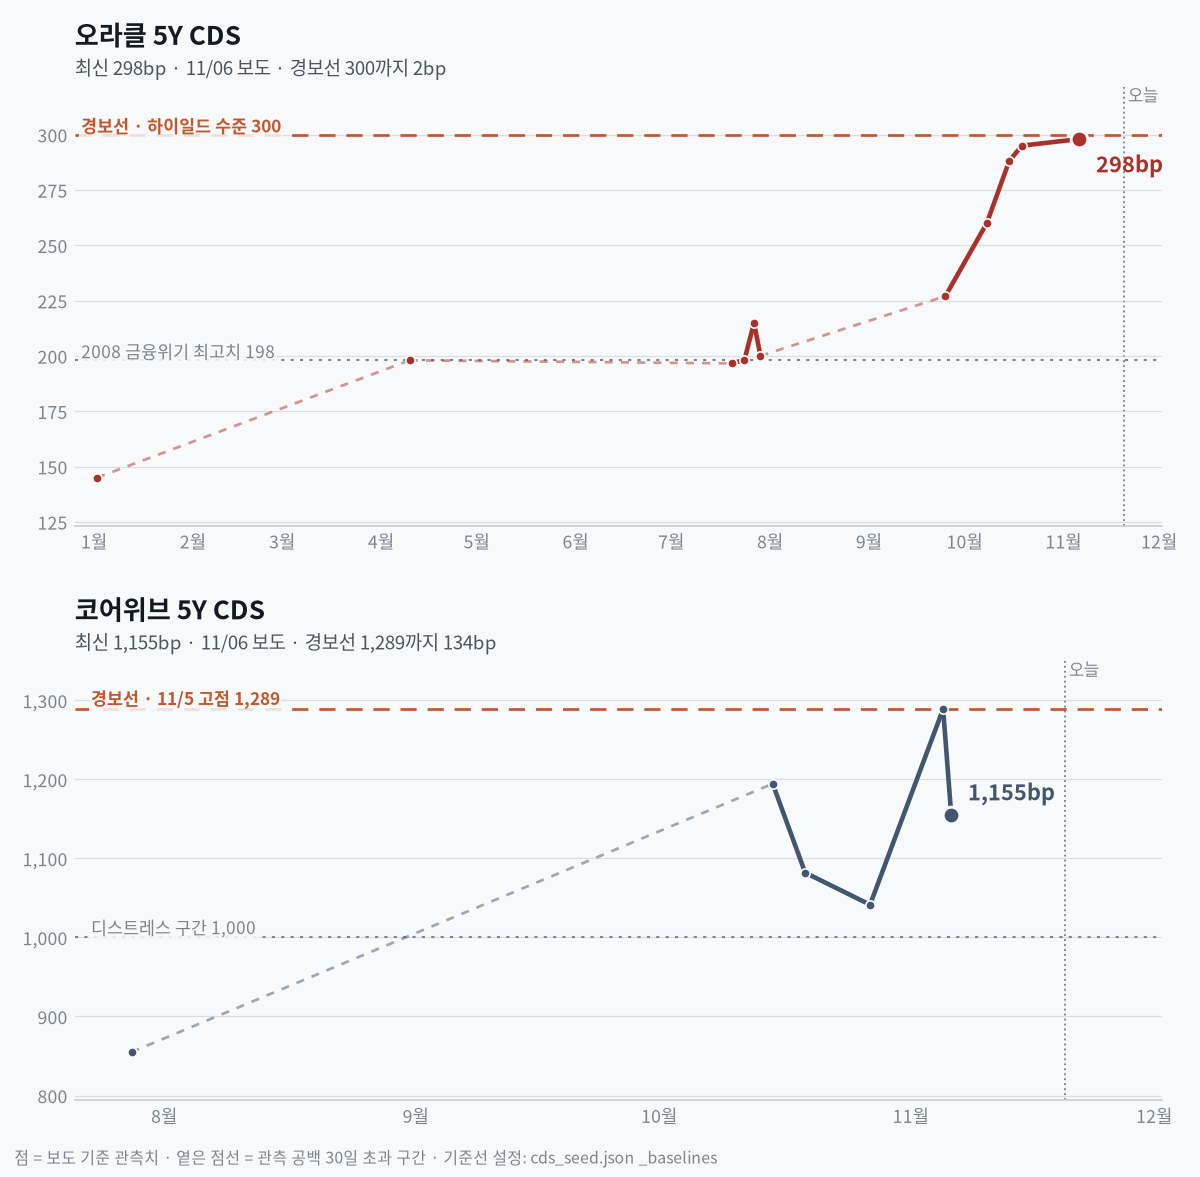 오라클 5Y CDS
최신 298bp · 11/06 보도 · 경보선 300까지 2bp
오늘
경보선 · 하이일드 수준 300
300
298bp
275
250
225
2008 금융위기 최고치 198
200
175
150
125
1월 2월 3월 4월 5월 6월 7월 8월 9월 10월 11월 12월
코어위브 5Y CDS
최신 1,155bp · 11/06 보도 · 경보선 1,289까지 134bp
오늘
경보선 · 11/5 고점 1,289
1,300
1,200
1,155bp
1,100
디스트레스 구간 1,000
1,000
900
800
8월 9월 10월 11월 12월
점 = 보도 기준 관측치 · 옅은 점선 = 관측 공백 30일 초과 구간 · 기준선 설정: cds_seed.json _baselines